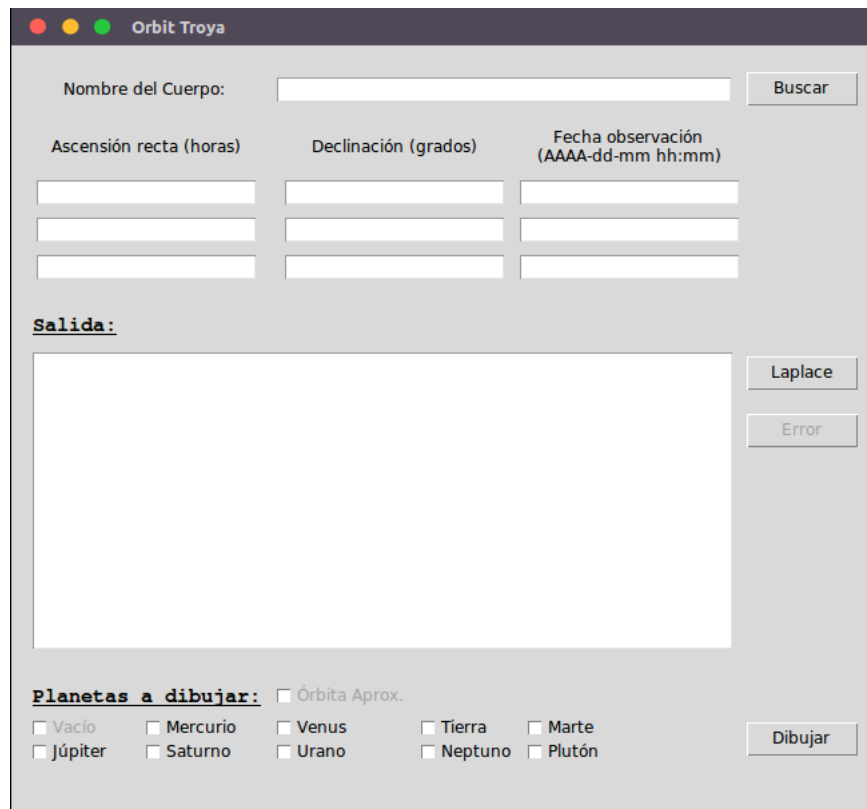 Orbit Troya
Nombre del Cuerpo: Buscar
Ascensión recta (horas) Declinación (grados) Fecha observación
(AAAA-dd-mm hh:mm)
Salida:
Laplace
Error
Planetas a dibujar: Órbita Aprox.
Vacío Mercurio Venus Tierra Marte
Júpiter Saturno Urano Neptuno Plutón
Dibujar